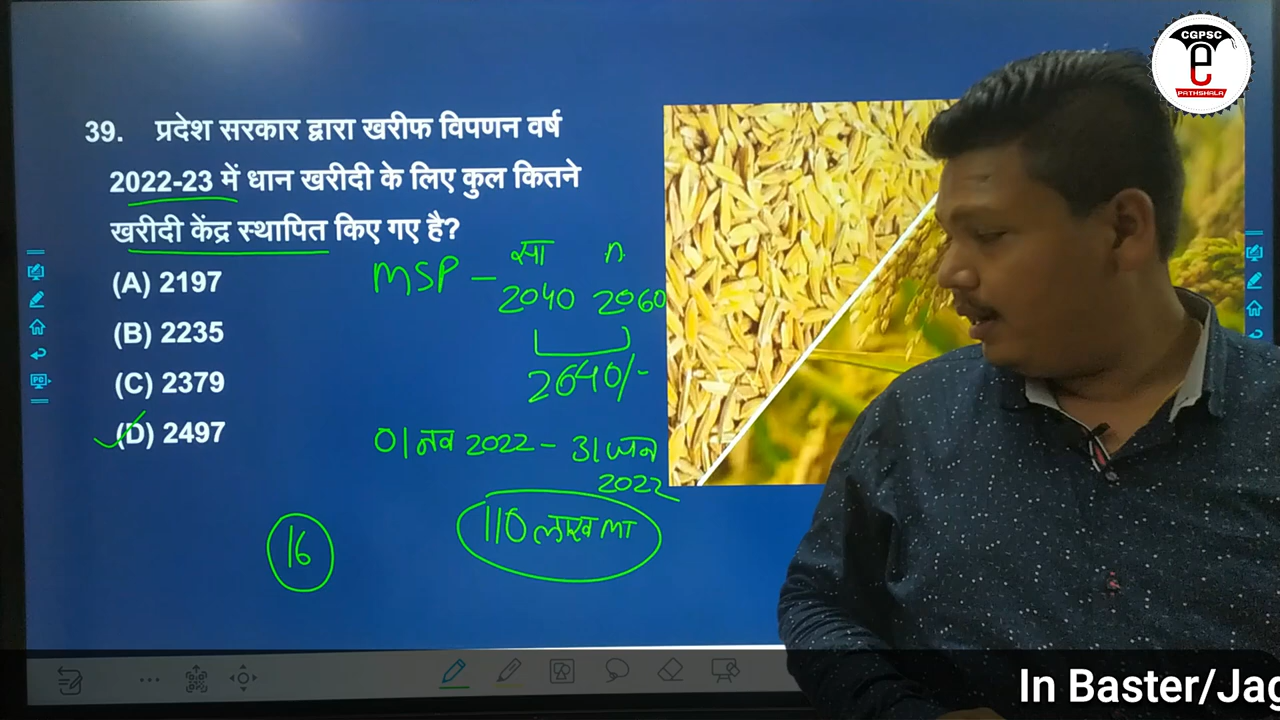 CGPSC
e
PATHSHALA
39. प्रदेश सरकार द्वारा खरीफ विपणन वर्ष
2022-23 में धान खरीदी के लिए कुल कितने
खरीदी केंद्र स्थापित किए गए है?
(A) 2197
(B) 2235
(C) 2379
(D) 2497
सा n.
MSP - 2040 2060
2640/-
01 नव 2022 - 31 जन
2022
110 लाख
16
PC
In Baster/Jag